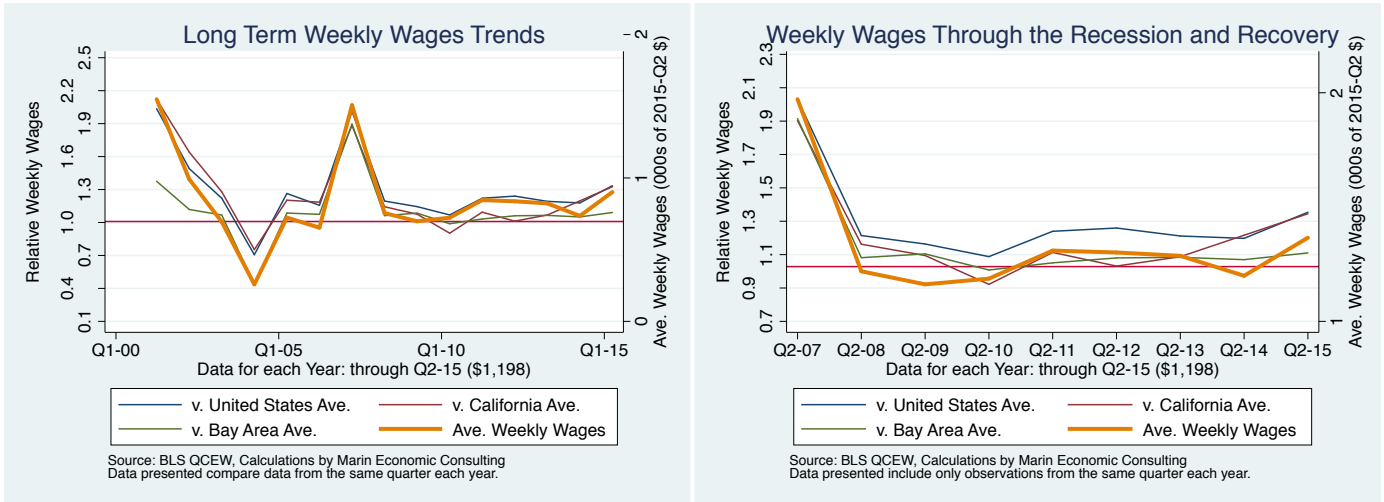 Long Term Weekly Wages Trends
Relative Weekly Wages
2.5
2.2
1.9
1.6
1.3
1.0
0.7
0.4
0.1
2
1
0
Ave. Weekly Wages (000s of 2015-Q2 $)
Q1-00 Q1-05 Q1-10 Q1-15
Data for each Year: through Q2-15 ($1,198)
v. United States Ave. v. California Ave.
v. Bay Area Ave. Ave. Weekly Wages
Source: BLS QCEW, Calculations by Marin Economic Consulting
Data presented compare data from the same quarter each year.
Weekly Wages Through the Recession and Recovery
Relative Weekly Wages
2.3
2.1
1.9
1.7
1.5
1.3
1.1
0.9
0.7
2
1
Ave. Weekly Wages (000s of 2015-Q2 $)
Q2-07 Q2-08 Q2-09 Q2-10 Q2-11 Q2-12 Q2-13 Q2-14 Q2-15
Data for each Year: through Q2-15 ($1,198)
v. United States Ave. v. California Ave.
v. Bay Area Ave. Ave. Weekly Wages
Source: BLS QCEW, Calculations by Marin Economic Consulting
Data presented include only observations from the same quarter each year.